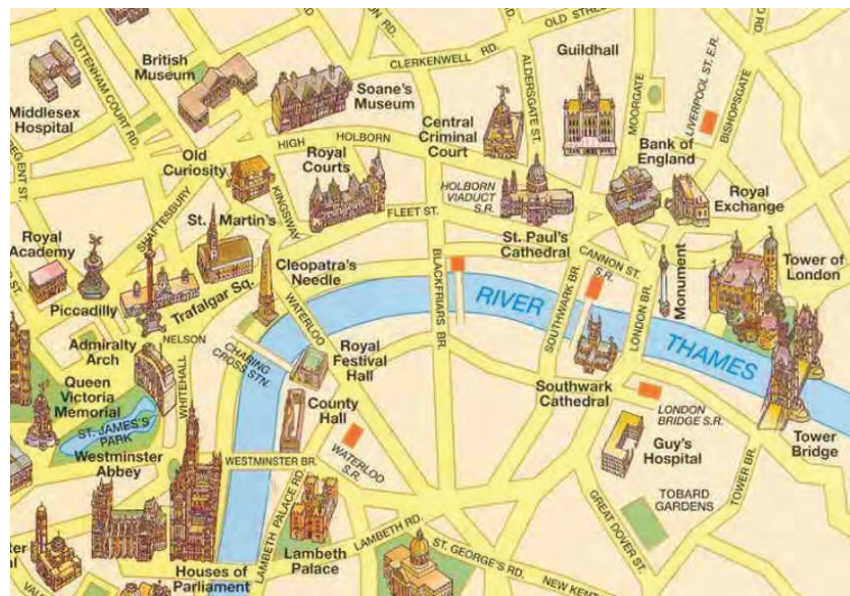 OLD
CLERKENWELL RD.
TOTTENHAM COURT RD.
British
Museum
Guildhall
ALDERSGATE ST.
MOORGATE
LIVERPOOL ST. E.R.
BISHOPSGATE
Middlesex
Hospital
Soane's
Museum
Central
Criminal
Court
HIGH HOLBORN
Old
Curiosity
Royal
Courts
Bank of
England
HOLBORN
VIADUCT
S.R.
Royal
Exchange
SHAFTESBURY
St. Martin's
KINGSWAY
FLEET ST.
St. Paul's
Cathedral
CANNON ST.
S.R.
Royal
Academy
Piccadilly
Trafalgar Sq.
Cleopatra's
Needle
BLACKFRIARS BR.
RIVER
THAMES
SOUTHWARK BR.
LONDON BR.
Monument
Tower of
London
WATERLOO
NELSON
Admiralty
Arch
CHARING
CROSS STN.
Royal
Festival
Hall
Queen
Victoria
Memorial
WHITEHALL
ST. JAMES'S
PARK
County
Hall
Southwark
Cathedral
LONDON
BRIDGE S.R.
Tower
Bridge
Westminster
Abbey
WESTMINSTER BR.
WATERLOO
S.R.
Guy's
Hospital
TOWER BR.
TOBARD
GARDENS
GREAT DOVER ST.
LAMBETH PALACE RD.
LAMBETH RD.
Lambeth
Palace
ST. GEORGE'S RD.
NEW KENT
Houses of
Parliament